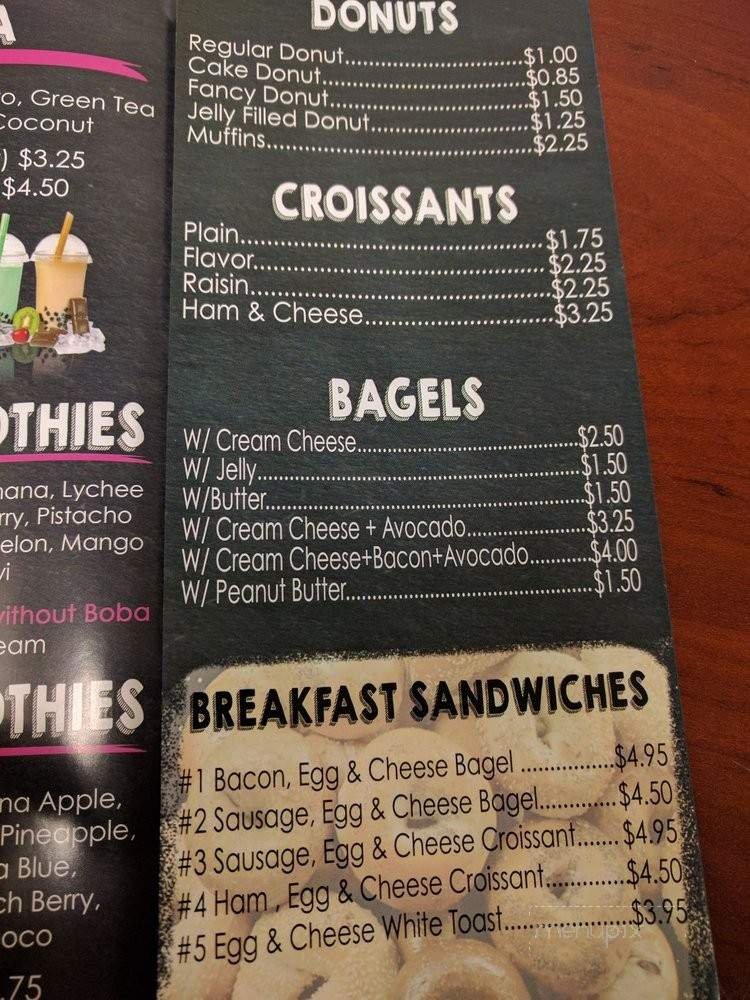 A
o, Green Tea
Coconut
) $3.25
$4.50
OTHIES
nana, Lychee
rry, Pistacho
elon, Mango
vi
without Boba
eam
OTHIES
na Apple,
Pineapple,
a Blue,
ch Berry,
oco
.75
DONUTS
Regular Donut....................$1.00
Cake Donut....................$0.85
Fancy Donut....................$1.50
Jelly Filled Donut....................$1.25
Muffins....................$2.25
CROISSANTS
Plain....................$1.75
Flavor....................$2.25
Raisin....................$2.25
Ham & Cheese....................$3.25
BAGELS
W/ Cream Cheese....................$2.50
W/ Jelly....................$1.50
W/Butter....................$1.50
W/ Cream Cheese + Avocado....................$3.25
W/ Cream Cheese+Bacon+Avocado..........$4.00
W/ Peanut Butter....................$1.50
BREAKFAST SANDWICHES
#1 Bacon, Egg & Cheese Bagel ...............$4.95
#2 Sausage, Egg & Cheese Bagel............$4.50
#3 Sausage, Egg & Cheese Croissant....... $4.95
#4 Ham , Egg & Cheese Croissant.............$4.50
#5 Egg & Cheese White Toast....................$3.95
menupix